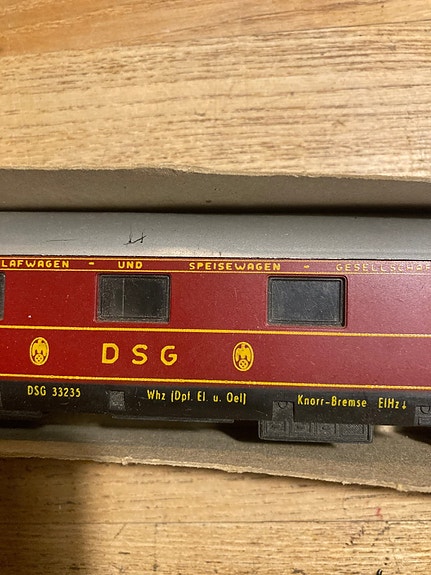 LAFWAGEN - UND SPEISEWAGEN - GESELLSCHAF
DSG
DSG 33235 Whz (Dpf. El. u. Oel) Knorr-Bremse ElHz↓